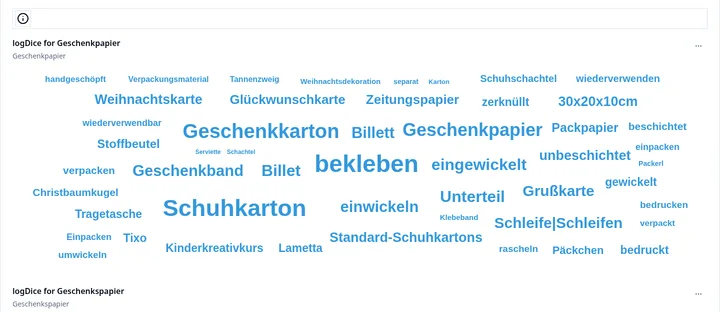 logDice for Geschenkpapier
...
Geschenkpapier
handgeschöpft Verpackungsmaterial Tannenzweig Weihnachtsdekoration separat Karton Schuhschachtel wiederverwenden
Weihnachtskarte Glückwunschkarte Zeitungspapier zerknüllt 30x20x10cm
wiederverwendbar Geschenkkarton Billett Geschenkpapier Packpapier beschichtet
Stoffbeutel Serviette Schachtel unbeschichtet einpacken
verpacken Geschenkband Billet bekleben eingewickelt Packerl
Christbaumkugel Unterteil Grußkarte gewickelt
Tragetasche Schuhkarton einwickeln Klebeband Schleife|Schleifen bedrucken
Einpacken Tixo Standard-Schuhkartons verpackt
umwickeln Kinderkreativkurs Lametta rascheln Päckchen bedruckt
logDice for Geschenkspapier
...
Geschenkspapier